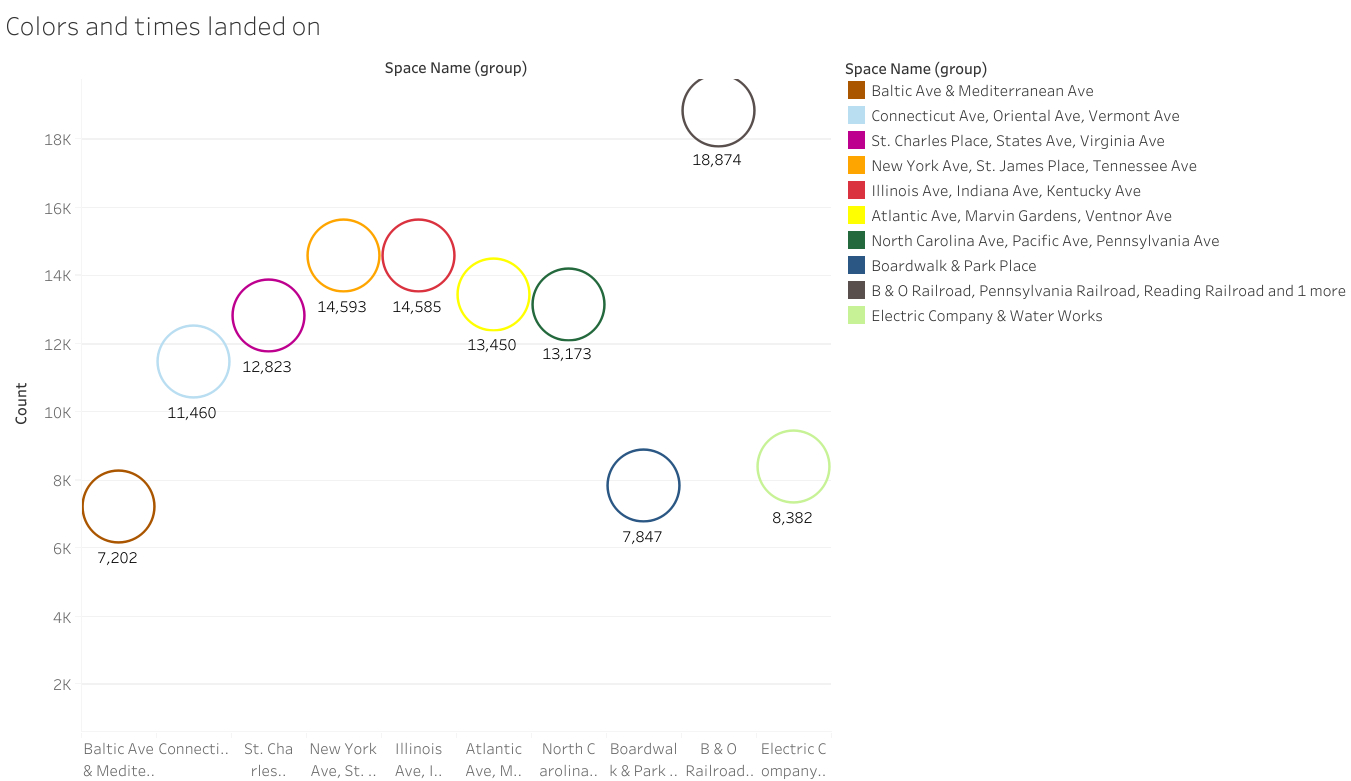 Colors and times landed on
Space Name (group)
18K
16K
14K
12K
10K
8K
6K
4K
2K
Count
7,202
11,460
12,823
14,593
14,585
13,450
13,173
7,847
18,874
8,382
Baltic Ave
& Medite..
Connecti..
St. Cha
rles..
New York
Ave, St. ..
Illinois
Ave, I..
Atlantic
Ave, M..
North C
arolina..
Boardwal
k & Park ..
B & O
Railroad..
Electric C
ompany..
Space Name (group)
Baltic Ave & Mediterranean Ave
Connecticut Ave, Oriental Ave, Vermont Ave
St. Charles Place, States Ave, Virginia Ave
New York Ave, St. James Place, Tennessee Ave
Illinois Ave, Indiana Ave, Kentucky Ave
Atlantic Ave, Marvin Gardens, Ventnor Ave
North Carolina Ave, Pacific Ave, Pennsylvania Ave
Boardwalk & Park Place
B & O Railroad, Pennsylvania Railroad, Reading Railroad and 1 more
Electric Company & Water Works